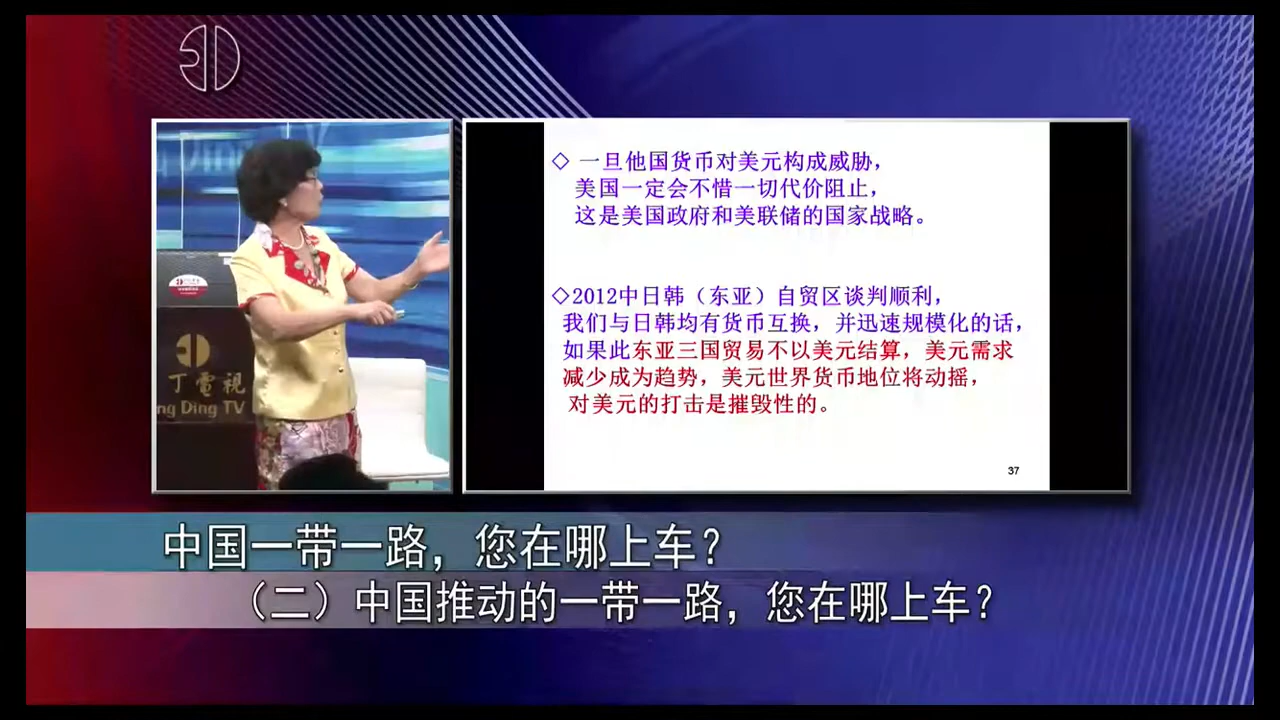 ◇ 一旦他国货币对美元构成威胁，
美国一定会不惜一切代价阻止，
这是美国政府和美联储的国家战略。
◇2012中日韩（东亚）自贸区谈判顺利，
我们与日韩均有货币互换，并迅速规模化的话，
如果此东亚三国贸易不以美元结算，美元需求
减少成为趋势，美元世界货币地位将动摇，
对美元的打击是摧毁性的。
37
丁電视
ng Ding TV
中国一带一路，您在哪上车？
（二）中国推动的一带一路，您在哪上车？